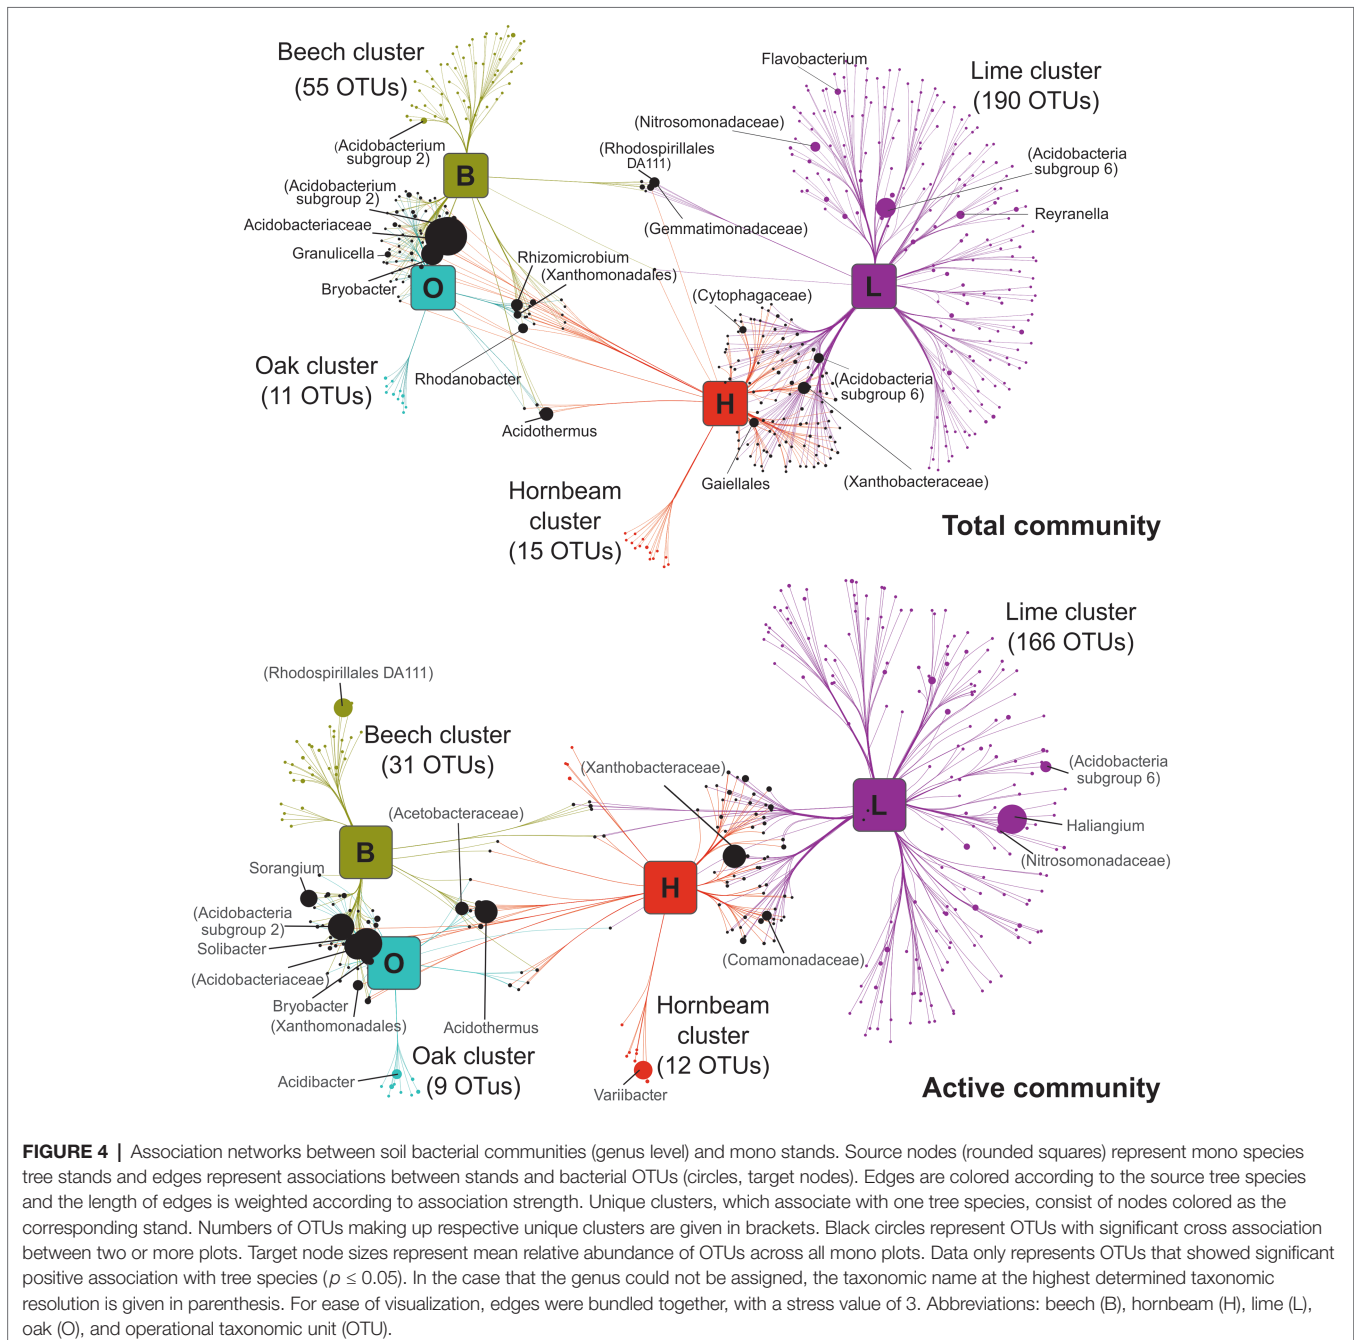 Beech cluster
(55 OTUs)
Flavobacterium
Lime cluster
(190 OTUs)
(Nitrosomonadaceae)
(Acidobacterium
subgroup 2)
(Rhodospirillales
DA111)
(Acidobacteria
subgroup 6)
B
(Acidobacterium
subgroup 2)
Reyranella
Acidobacteriaceae
(Gemmatimonadaceae)
Granulicella
Rhizomicrobium
(Xanthomonadales)
Bryobacter
O
L
(Cytophagaceae)
Oak cluster
(11 OTUs)
Rhodanobacter
(Acidobacteria
subgroup 6)
H
Acidothermus
Gaiellales
(Xanthobacteraceae)
Hornbeam
cluster
(15 OTUs)
Total community
Lime cluster
(166 OTUs)
(Rhodospirillales DA111)
Beech cluster
(31 OTUs)
(Xanthobacteraceae)
(Acidobacteria
subgroup 6)
(Acetobacteraceae)
L
Haliangium
B
(Nitrosomonadaceae)
Sorangium
H
(Acidobacteria
subgroup 2)
Solibacter
(Comamonadaceae)
O
(Acidobacteriaceae)
Bryobacter
(Xanthomonadales)
Acidothermus
Hornbeam
cluster
(12 OTUs)
Oak cluster
(9 OTus)
Acidibacter
Variibacter
Active community
FIGURE 4 | Association networks between soil bacterial communities (genus level) and mono stands. Source nodes (rounded squares) represent mono species
tree stands and edges represent associations between stands and bacterial OTUs (circles, target nodes). Edges are colored according to the source tree species
and the length of edges is weighted according to association strength. Unique clusters, which associate with one tree species, consist of nodes colored as the
corresponding stand. Numbers of OTUs making up respective unique clusters are given in brackets. Black circles represent OTUs with significant cross association
between two or more plots. Target node sizes represent mean relative abundance of OTUs across all mono plots. Data only represents OTUs that showed significant
positive association with tree species (p ≤ 0.05). In the case that the genus could not be assigned, the taxonomic name at the highest determined taxonomic
resolution is given in parenthesis. For ease of visualization, edges were bundled together, with a stress value of 3. Abbreviations: beech (B), hornbeam (H), lime (L),
oak (O), and operational taxonomic unit (OTU).